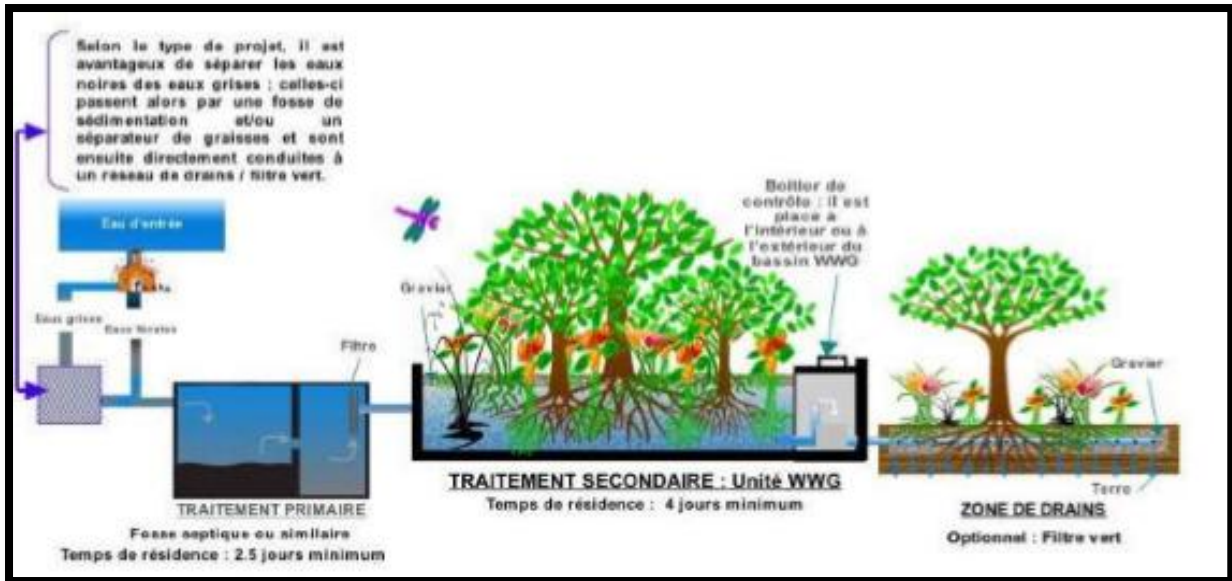 Selon le type de projet, il est
avantageux de séparer les eaux
noires des eaux grises : celles-ci
passent alors par une fosse de
sédimentation et/ou un
séparateur de graisses et sont
ensuite directement conduites à
un réseau de drains / filtre vert.
Eau d'entrée
Eaux grises
Eaux fécales
Filtre
Gravier
Boîtier de
contrôle : il est
placé à
l'intérieur ou à
l'extérieur du
bassin WWG
Gravier
Terre
TRAITEMENT PRIMAIRE
Fosse septique ou similaire
Temps de résidence : 2.5 jours minimum
TRAITEMENT SECONDAIRE : Unité WWG
Temps de résidence : 4 jours minimum
ZONE DE DRAINS
Optionnel : Filtre vert